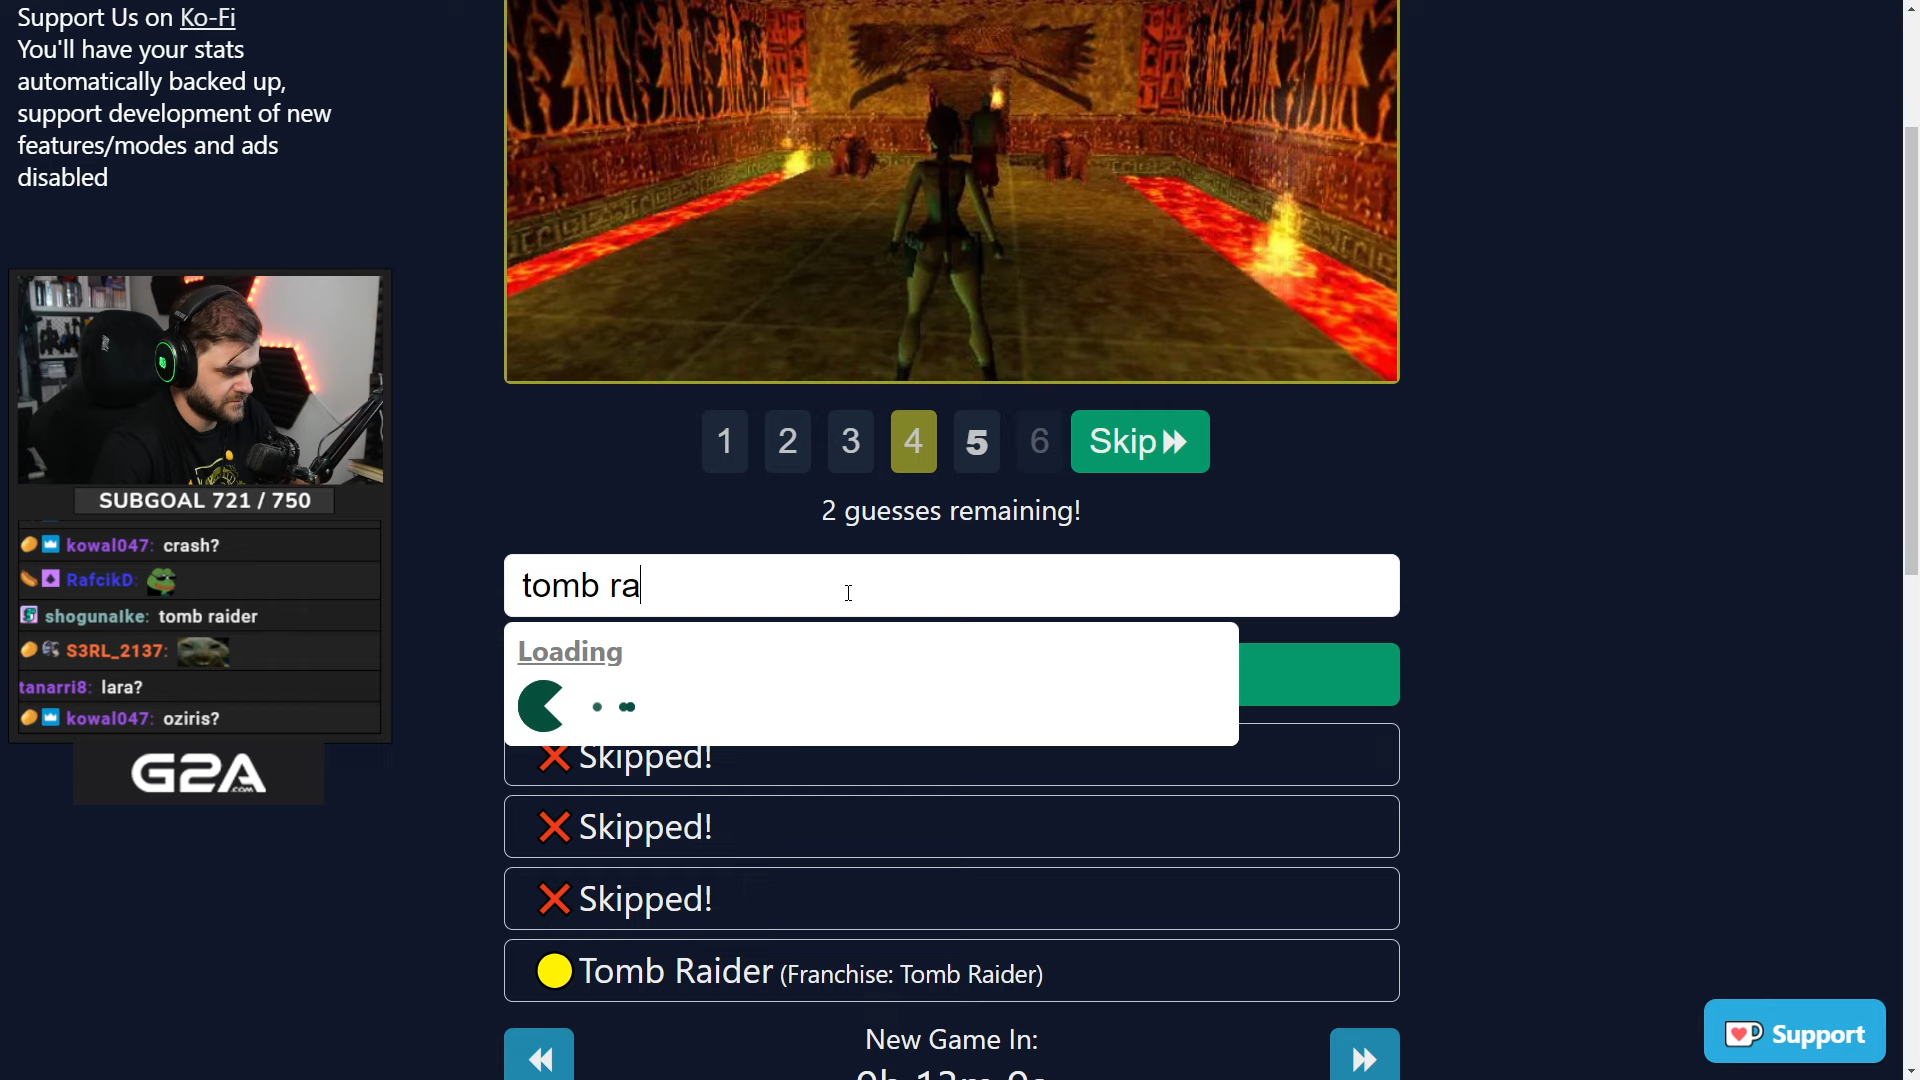 Support Us on Ko-Fi
You'll have your stats
automatically backed up,
support development of new
features/modes and ads
disabled
SUBGOAL 721 / 750
kowal047: crash?
RafcikD:
shogunaIke: tomb raider
S3RL_2137:
tanarri8: lara?
kowal047: oziris?
G2A.COM
1 2 3 4 5 6 Skip
2 guesses remaining!
tomb ra
Loading
Skipped!
Skipped!
Skipped!
Tomb Raider (Franchise: Tomb Raider)
New Game In:
Support